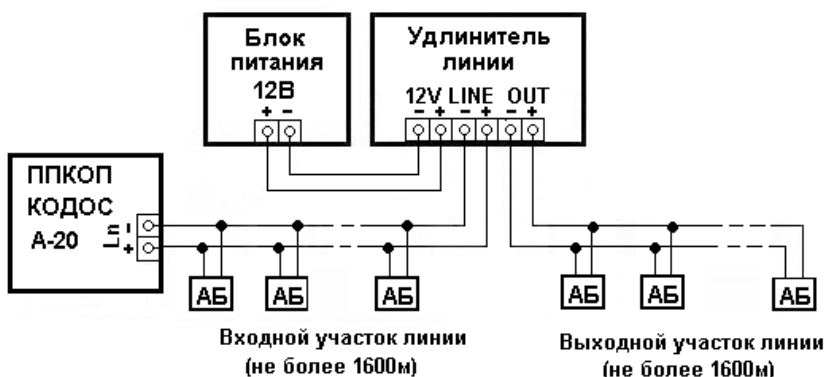 Блок
питания
12В
+ −
Удлинитель
линии
12V LINE OUT
− + − + − +
ППКОП
КОДОС
А-20
Ln
−
+
АБ АБ АБ АБ АБ АБ
Входной участок линии
(не более 1600м)
Выходной участок линии
(не более 1600м)